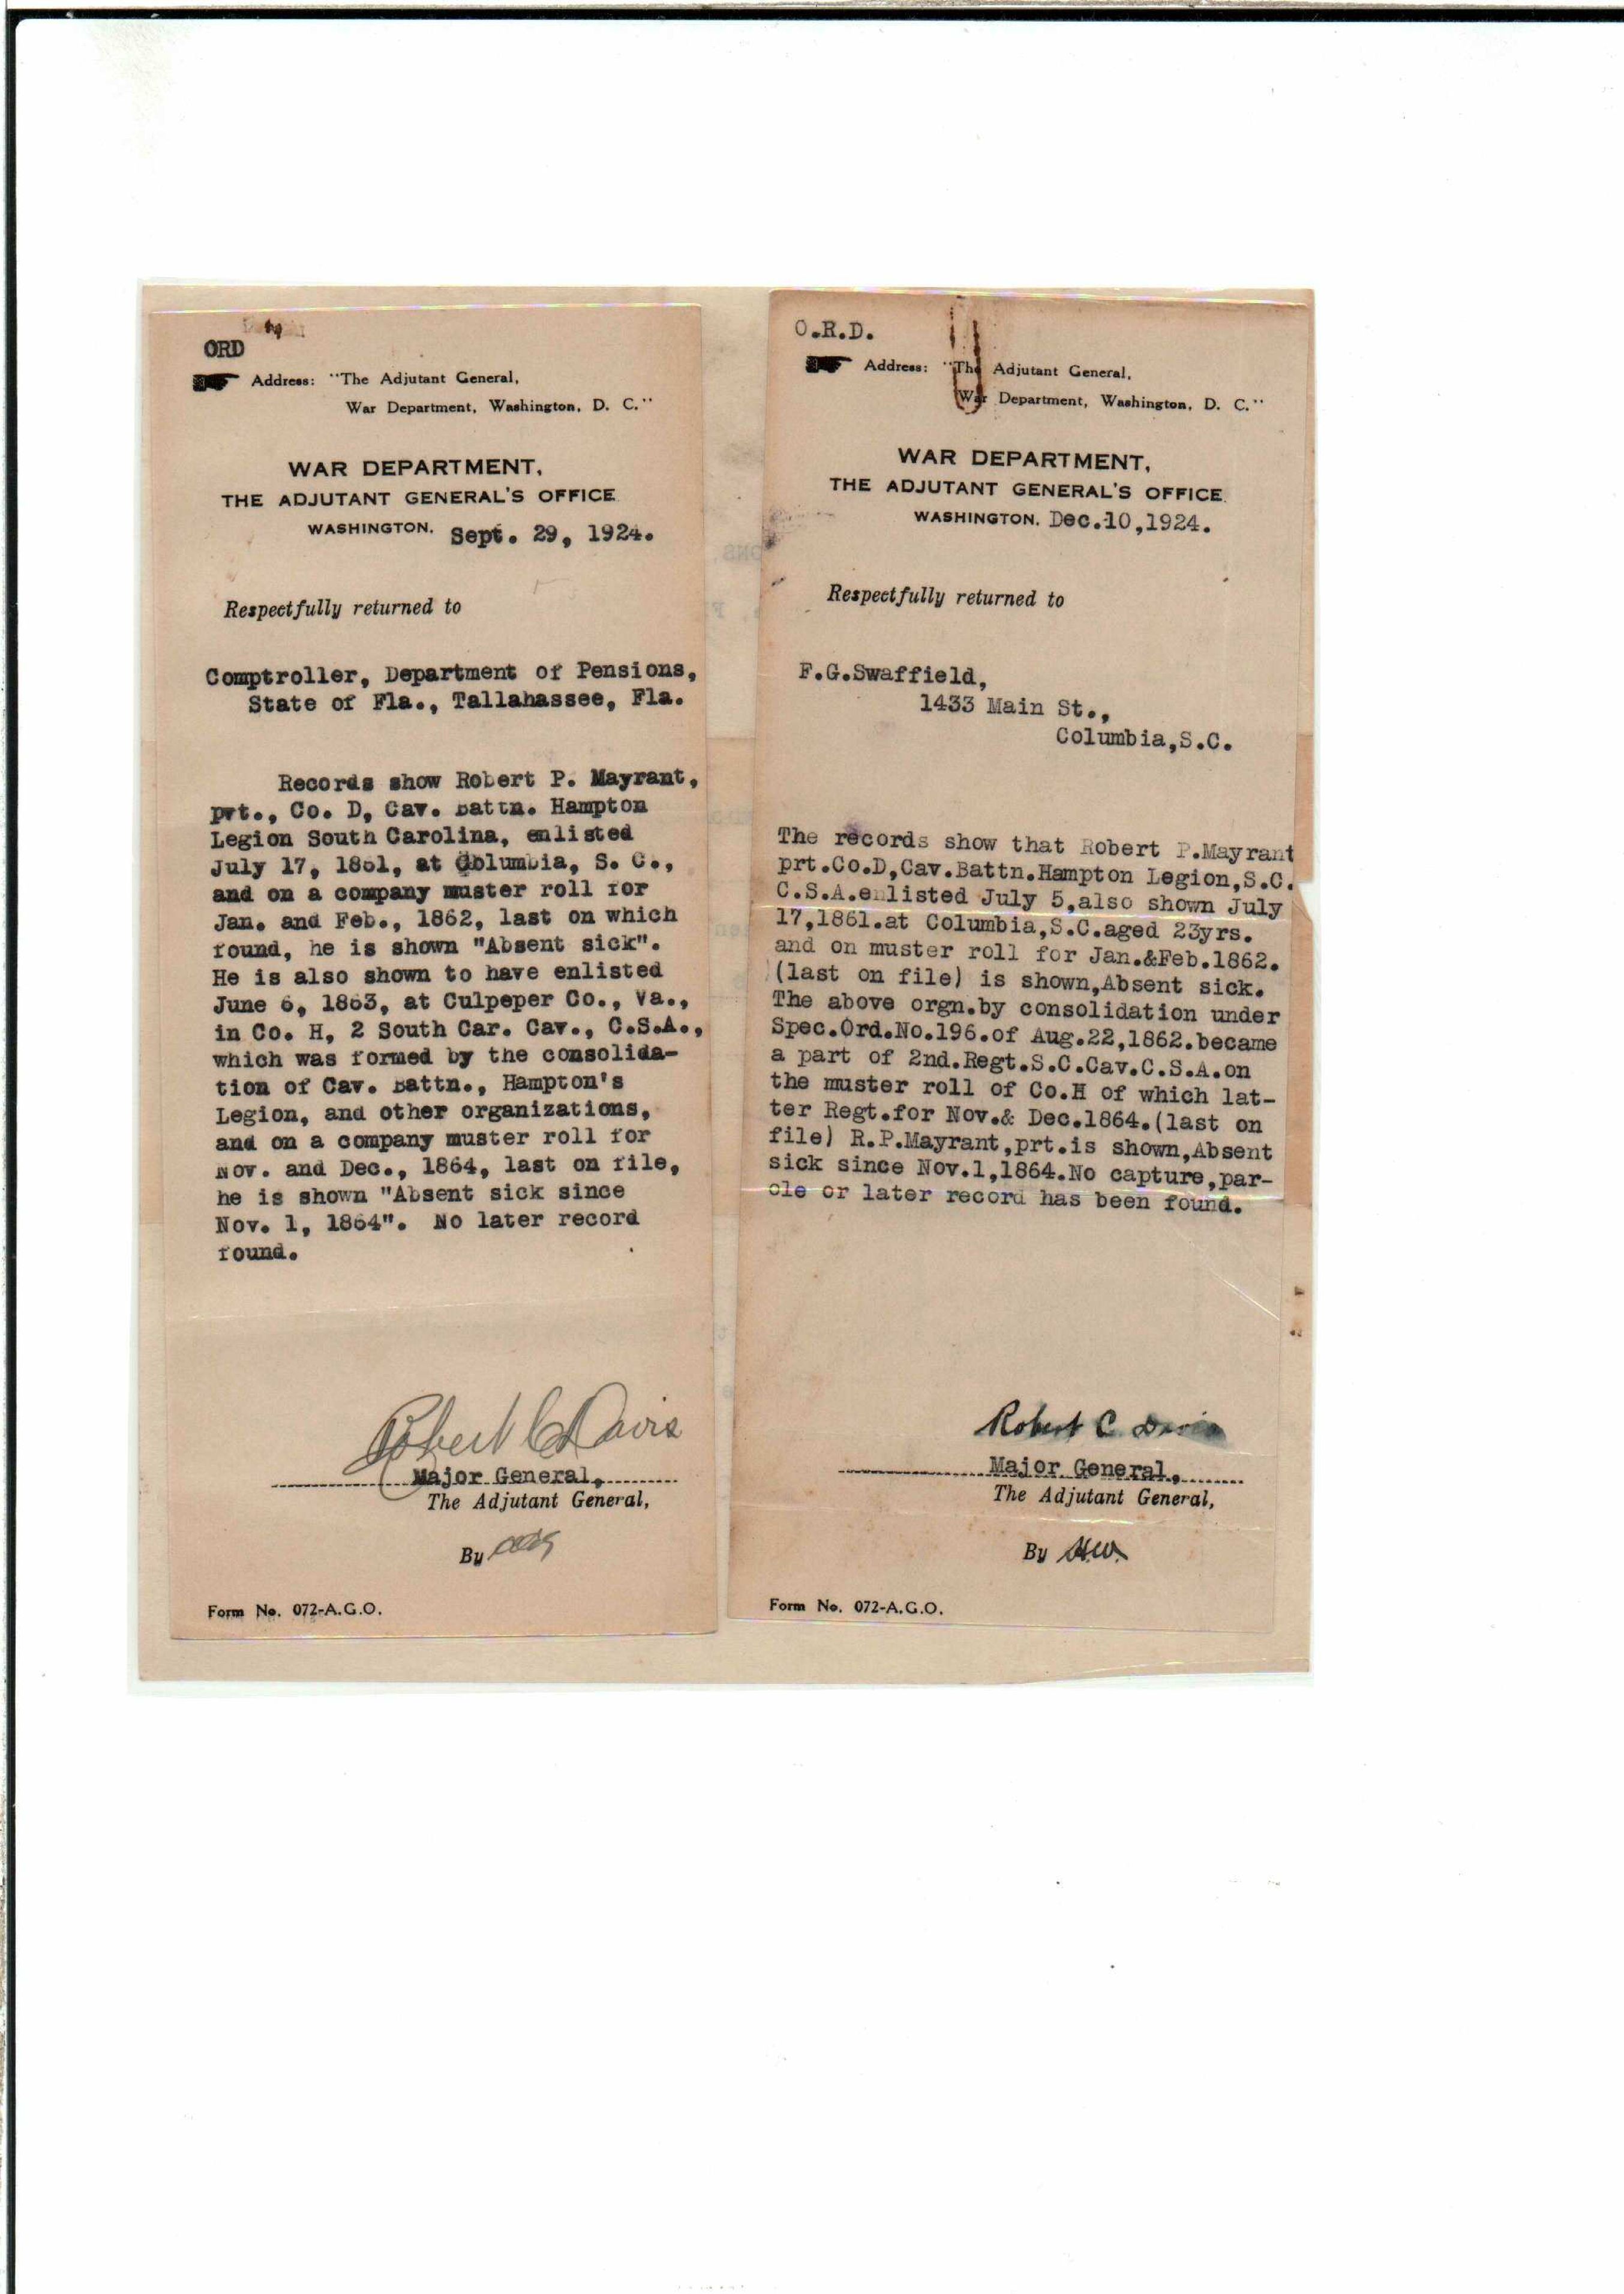 ORD
Address: "The Adjutant General,
War Department, Washington, D. C."
WAR DEPARTMENT,
THE ADJUTANT GENERAL'S OFFICE
WASHINGTON. Sept. 29, 1924.
Respectfully returned to
Comptroller, Department of Pensions,
State of Fla., Tallahassee, Fla.
Records show Robert P. Mayrant,
prt., Co. D, Cav. Battn. Hampton
Legion South Carolina, enlisted
July 17, 1861, at Columbia, S. C.,
and on a company muster roll for
Jan. and Feb., 1862, last on which
found, he is shown "Absent sick".
He is also shown to have enlisted
June 6, 1863, at Culpeper Co., Va.,
in Co. H, 2 South Car. Cav., C.S.A.,
which was formed by the consolida-
tion of Cav. Battn., Hampton's
Legion, and other organizations,
and on a company muster roll for
Nov. and Dec., 1864, last on file,
he is shown "Absent sick since
Nov. 1, 1864". No later record
found.
Robert C Davis
Major General,
The Adjutant General,
By
Form No. 072-A.G.O.
O.R.D.
Address: "The Adjutant General,
War Department, Washington, D. C."
WAR DEPARTMENT,
THE ADJUTANT GENERAL'S OFFICE
WASHINGTON. Dec.10,1924.
Respectfully returned to
F.G.Swaffield,
1433 Main St.,
Columbia,S.C.
The records show that Robert P.Mayrant
prt.Co.D,Cav.Battn.Hampton Legion,S.C.
C.S.A.enlisted July 5,also shown July
17,1861.at Columbia,S.C.aged 23yrs.
and on muster roll for Jan.&Feb.1862.
(last on file) is shown,Absent sick.
The above orgn.by consolidation under
Spec.Ord.No.196.of Aug.22,1862.became
a part of 2nd.Regt.S.C.Cav.C.S.A.on
the muster roll of Co.H of which lat-
ter Regt.for Nov.& Dec.1864.(last on
file) R.P.Mayrant,prt.is shown,Absent
sick since Nov.1,1864.No capture,par-
ole or later record has been found.
Robert C Davis
Major General,
The Adjutant General,
By
Form No. 072-A.G.O.